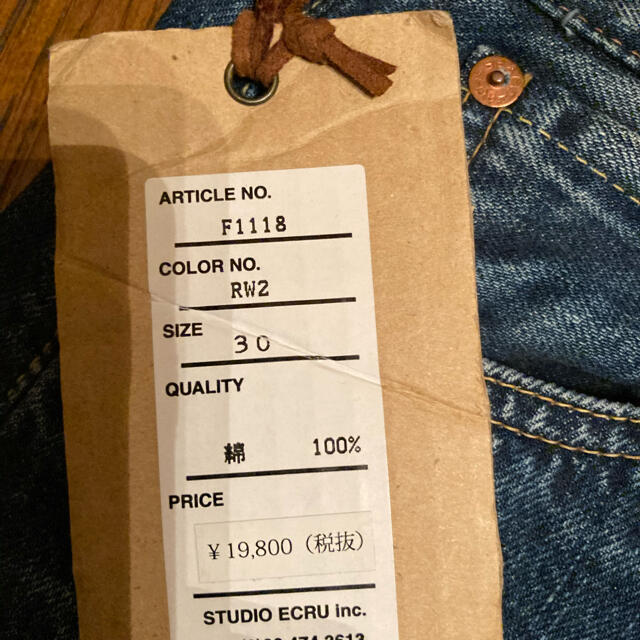 ARTICLE NO.
F1118
COLOR NO.
RW2
SIZE
30
QUALITY
綿 100%
PRICE
¥19,800 (税抜)
STUDIO ECRU inc.